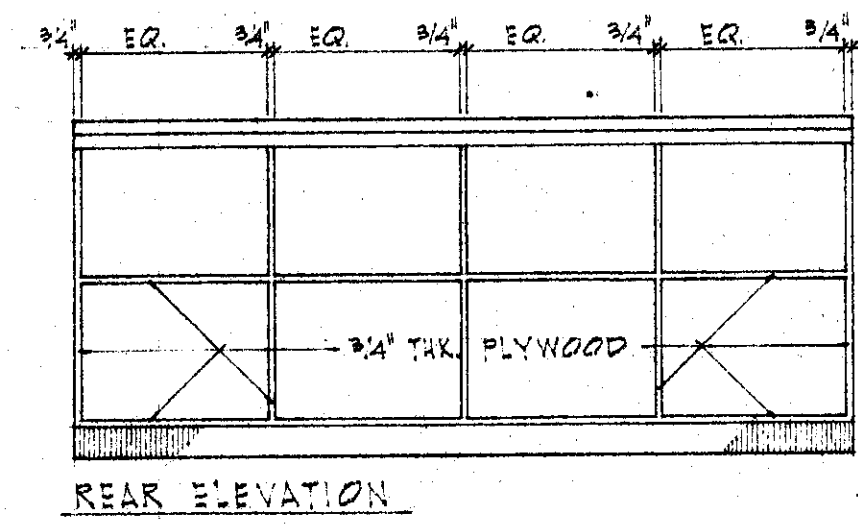 3/4" EQ. 3/4" EQ. 3/4" EQ. 3/4" EQ. 3/4"
3/4" THK. PLYWOOD
REAR ELEVATION